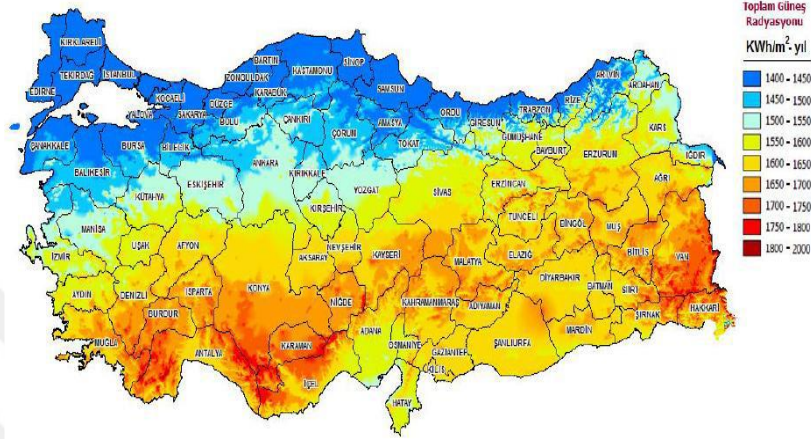 Toplam Güneş
Radyasyonu
KWh/m²-yıl
1400 - 1450
1450 - 1500
1500 - 1550
1550 - 1600
1600 - 1650
1650 - 1700
1700 - 1750
1750 - 1800
1800 - 2000
KIRKLARELİ
TEKİRDAĞ
İSTANBUL
EDİRNE
KOCAELİ
YALOVA
SAKARYA
DÜZCE
BOLU
ZONGULDAK
BARTIN
KARABÜK
KASTAMONU
SİNOP
SAMSUN
ÇANKIRI
ÇORUM
AMASYA
TOKAT
ORDU
GİRESUN
TRABZON
RİZE
ARTVİN
ARDAHAN
KARS
IĞDIR
GÜMÜŞHANE
BAYBURT
ERZURUM
AĞRI
ÇANAKKALE
BURSA
BİLECİK
BALIKESİR
KÜTAHYA
ESKİŞEHİR
ANKARA
KIRIKKALE
YOZGAT
KIRŞEHİR
SİVAS
ERZİNCAN
TUNCELİ
BİNGÖL
MUŞ
BİTLİS
VAN
MANİSA
İZMİR
UŞAK
AFYON
AKSARAY
NEVŞEHİR
KAYSERİ
MALATYA
ELAZIĞ
DİYARBAKIR
BATMAN
SİİRT
ŞIRNAK
HAKKARİ
AYDIN
DENİZLİ
ISPARTA
BURDUR
KONYA
NİĞDE
KAHRAMANMARAŞ
ADIYAMAN
ŞANLIURFA
MARDİN
MUĞLA
ANTALYA
KARAMAN
İÇEL
ADANA
OSMANİYE
GAZİANTEP
KİLİS
HATAY